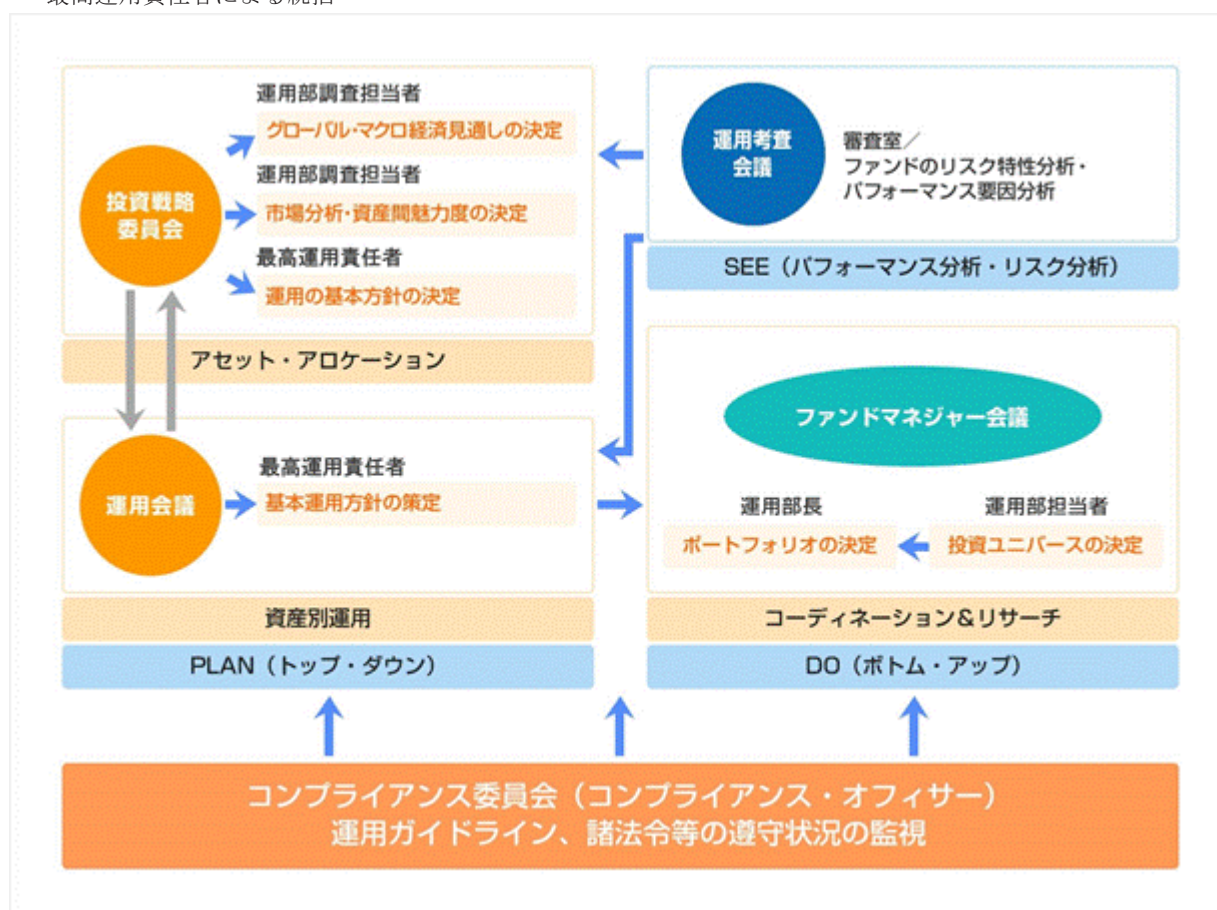 最高運用責任者による統括
運用部調査担当者
グローバル・マクロ経済見通しの決定
投資戦略
委員会
運用部調査担当者
市場分析・資産間魅力度の決定
最高運用責任者
運用の基本方針の決定
アセット・アロケーション
運用会議
最高運用責任者
基本運用方針の策定
資産別運用
PLAN（トップ・ダウン）
運用考査
会議
審査室／
ファンドのリスク特性分析・
パフォーマンス要因分析
SEE（パフォーマンス分析・リスク分析）
ファンドマネジャー会議
運用部長
ポートフォリオの決定
運用部担当者
投資ユニバースの決定
コーディネーション＆リサーチ
DO（ボトム・アップ）
コンプライアンス委員会（コンプライアンス・オフィサー）
運用ガイドライン、諸法令等の遵守状況の監視